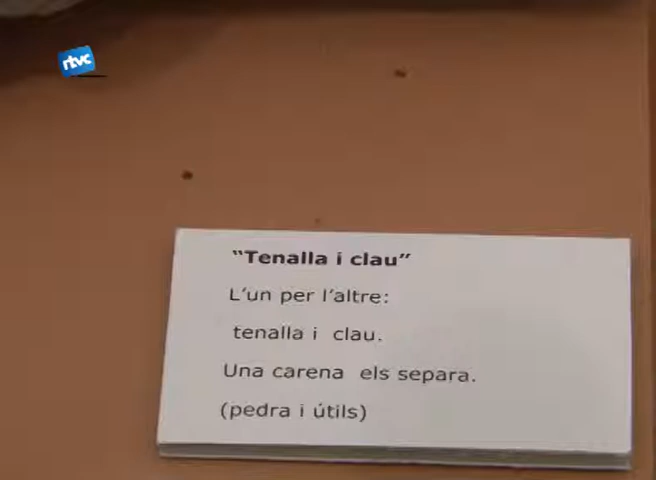 rtvc
“Tenalla i clau”
L’un per l’altre:
tenalla i clau.
Una carena els separa.
(pedra i útils)